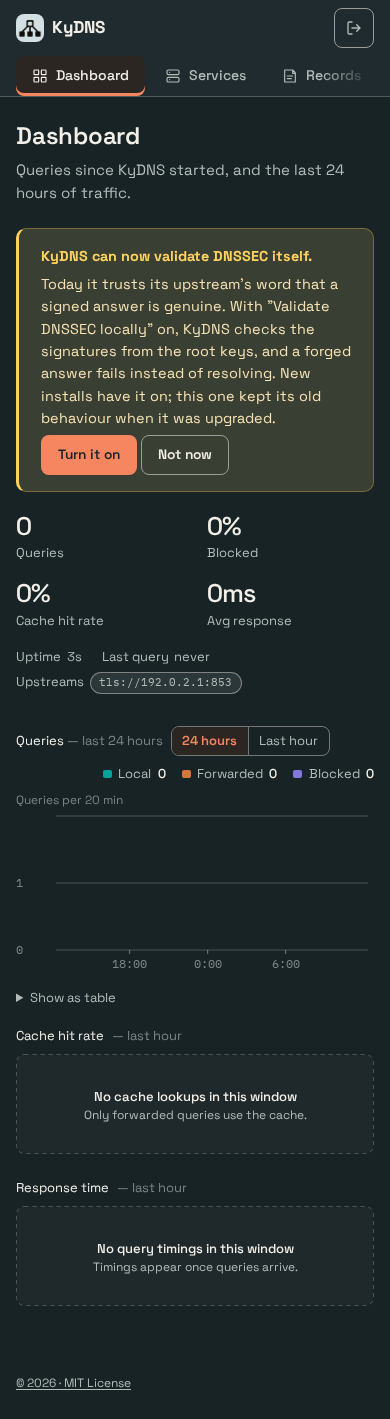 KyDNS
Dashboard
Services
Records
Dashboard
Queries since KyDNS started, and the last 24
hours of traffic.
KyDNS can now validate DNSSEC itself.
Today it trusts its upstream's word that a
signed answer is genuine. With "Validate
DNSSEC locally" on, KyDNS checks the
signatures from the root keys, and a forged
answer fails instead of resolving. New
installs have it on; this one kept its old
behaviour when it was upgraded.
Turn it on Not now
0 0%
Queries Blocked
0% 0ms
Cache hit rate Avg response
Uptime 3s Last query never
Upstreams tls://192.0.2.1:853
Queries — last 24 hours 24 hours Last hour
Local 0 Forwarded 0 Blocked 0
Queries per 20 min
1
0
18:00 0:00 6:00
Show as table
Cache hit rate — last hour
No cache lookups in this window
Only forwarded queries use the cache.
Response time — last hour
No query timings in this window
Timings appear once queries arrive.
© 2026 · MIT License